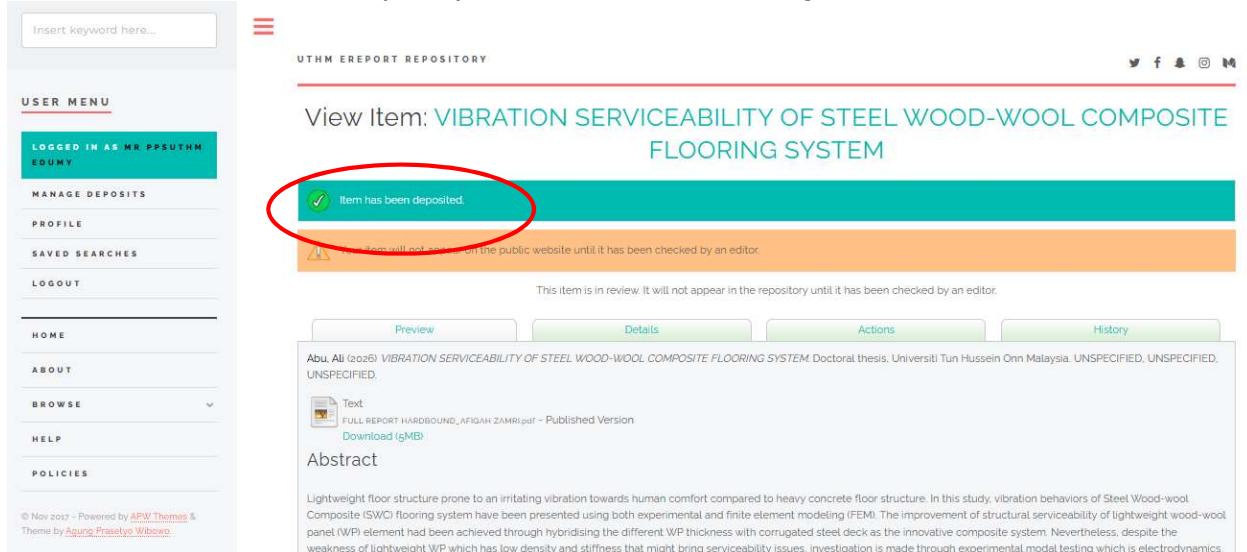 Insert keyword here...
USER MENU
LOGGED IN AS MR PPSUTHM
EDUMY
MANAGE DEPOSITS
PROFILE
SAVED SEARCHES
LOGOUT
HOME
ABOUT
BROWSE
HELP
POLICIES
© Nov 2017 - Powered by APW Themes &
Theme by Agung Prasetyo Wibowo.
UTHM EREPORT REPOSITORY
View Item: VIBRATION SERVICEABILITY OF STEEL WOOD-WOOL COMPOSITE
FLOORING SYSTEM
Item has been deposited.
Your item will not appear on the public website until it has been checked by an editor.
This item is in review. It will not appear in the repository until it has been checked by an editor.
Preview
Details
Actions
History
Abu, Ali (2026) VIBRATION SERVICEABILITY OF STEEL WOOD-WOOL COMPOSITE FLOORING SYSTEM. Doctoral thesis, Universiti Tun Hussein Onn Malaysia. UNSPECIFIED, UNSPECIFIED,
UNSPECIFIED.
Text
FULL REPORT HARDBOUND_AFIQAH ZAMRI.pdf - Published Version
Download (5MB)
Abstract
Lightweight floor structure prone to an irritating vibration towards human comfort compared to heavy concrete floor structure. In this study, vibration behaviors of Steel Wood-wool
Composite (SWC) flooring system have been presented using both experimental and finite element modeling (FEM). The improvement of structural serviceability of lightweight wood-wool
panel (WP) element had been achieved through hybridising the different WP thickness with corrugated steel deck as the innovative composite system. Nevertheless, despite the
weakness of lightweight WP which has low density and stiffness that might bring serviceability issues, investigation is made through experimental modal testing which is electrodynamics